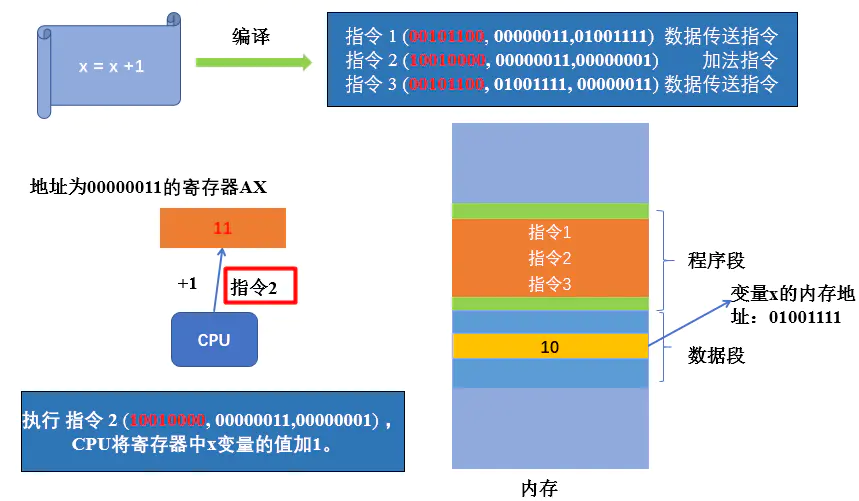 x = x +1
编译
指令 1 (00101100, 00000011,01001111) 数据传送指令
指令 2 (10010000, 00000011,00000001) 加法指令
指令 3 (00101100, 01001111, 00000011) 数据传送指令
地址为00000011的寄存器AX
11
+1
指令2
CPU
执行 指令 2 (10010000, 00000011,00000001) ，
CPU将寄存器中x变量的值加1。
指令1
指令2
指令3
10
程序段
变量x的内存地
址：01001111
数据段
内存